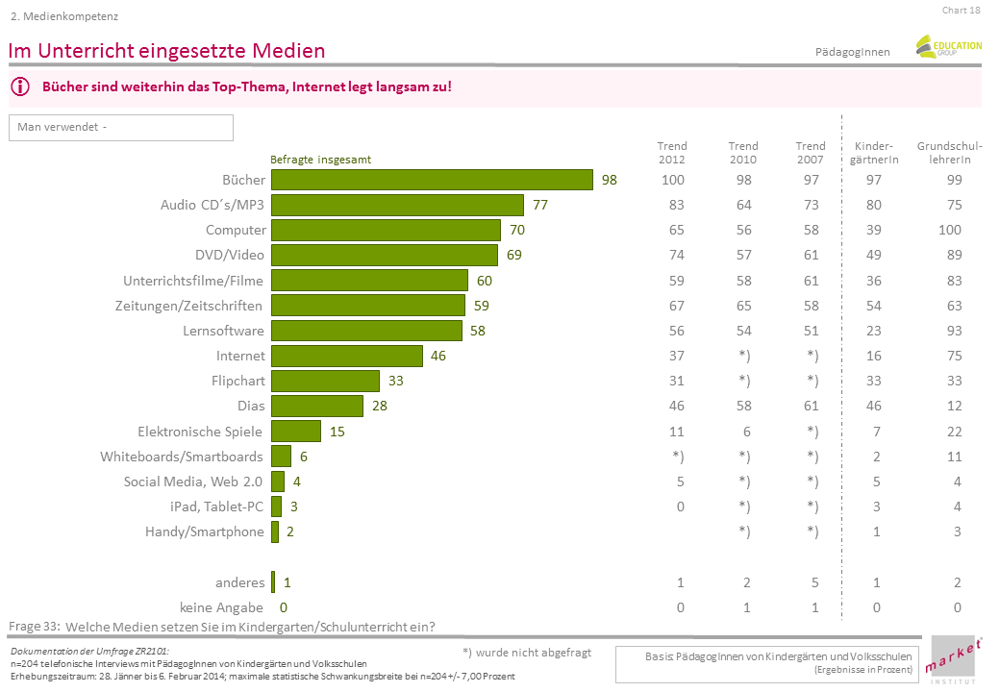 2. Medienkompetenz
Chart 18
Im Unterricht eingesetzte Medien
PädagogInnen
EDUCATION
GROUP
Bücher sind weiterhin das Top-Thema, Internet legt langsam zu!
Man verwendet -
Befragte insgesamt
Trend 2012
Trend 2010
Trend 2007
Kinder-gärtnerIn
Grundschul-lehrerIn
Bücher 98 100 98 97 97 99
Audio CD´s/MP3 77 83 64 73 80 75
Computer 70 65 56 58 39 100
DVD/Video 69 74 57 61 49 89
Unterrichtsfilme/Filme 60 59 58 61 36 83
Zeitungen/Zeitschriften 59 67 65 58 54 63
Lernsoftware 58 56 54 51 23 93
Internet 46 37 *) *) 16 75
Flipchart 33 31 *) *) 33 33
Dias 28 46 58 61 46 12
Elektronische Spiele 15 11 6 *) 7 22
Whiteboards/Smartboards 6 *) *) *) 2 11
Social Media, Web 2.0 4 5 *) *) 5 4
iPad, Tablet-PC 3 0 *) *) 3 4
Handy/Smartphone 2 *) *) 1 3
anderes 1 1 2 5 1 2
keine Angabe 0 0 1 1 0 0
Frage 33: Welche Medien setzen Sie im Kindergarten/Schulunterricht ein?
Dokumentation der Umfrage ZR2101:
n=204 telefonische Interviews mit PädagogInnen von Kindergärten und Volksschulen
Erhebungszeitraum: 28. Jänner bis 6. Februar 2014; maximale statistische Schwankungsbreite bei n=204 +/- 7,00 Prozent
*) wurde nicht abgefragt
Basis: PädagogInnen von Kindergärten und Volksschulen
(Ergebnisse in Prozent)
market
INSTITUT